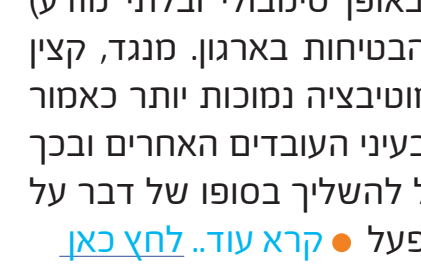 באופן סימבולי ובלתי מודע)
הבטיחות בארגון. מנגד, קצין
מוטיבציה נמוכות יותר כאמור
בעיני העובדים האחרים ובכך
להשליך בסופו של דבר על
● קרא עוד.. לחץ כאן